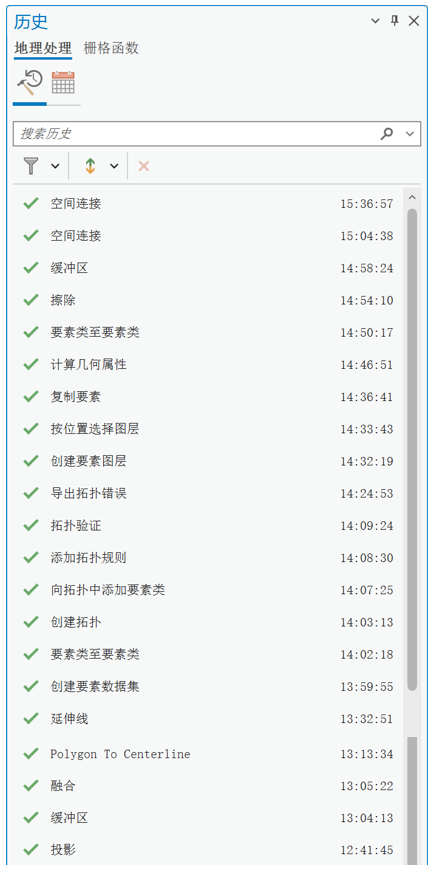 历史
地理处理 栅格函数
搜索历史
空间连接 15:36:57
空间连接 15:04:38
缓冲区 14:58:24
擦除 14:54:10
要素类至要素类 14:50:17
计算几何属性 14:46:51
复制要素 14:36:41
按位置选择图层 14:33:43
创建要素图层 14:32:19
导出拓扑错误 14:24:53
拓扑验证 14:09:24
添加拓扑规则 14:08:30
向拓扑中添加要素类 14:07:25
创建拓扑 14:03:13
要素类至要素类 14:02:18
创建要素数据集 13:59:55
延伸线 13:32:51
Polygon To Centerline 13:13:34
融合 13:05:22
缓冲区 13:04:13
投影 12:41:45